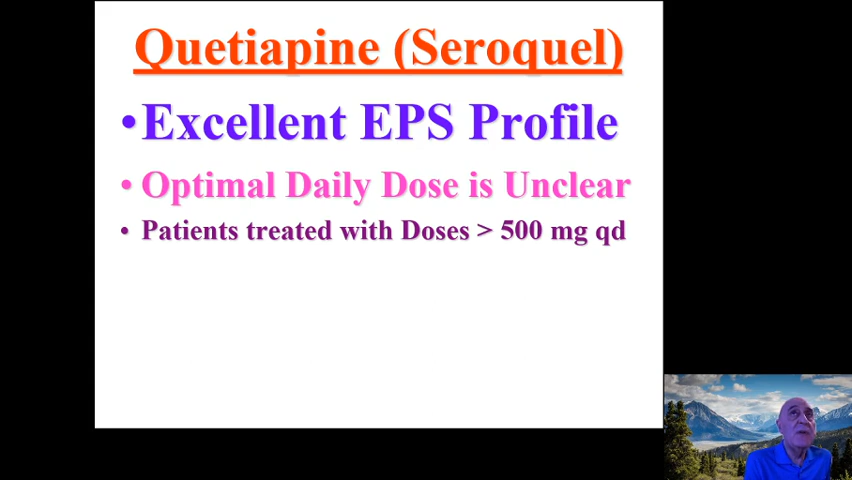 Quetiapine (Seroquel)
•Excellent EPS Profile
• Optimal Daily Dose is Unclear
• Patients treated with Doses > 500 mg qd